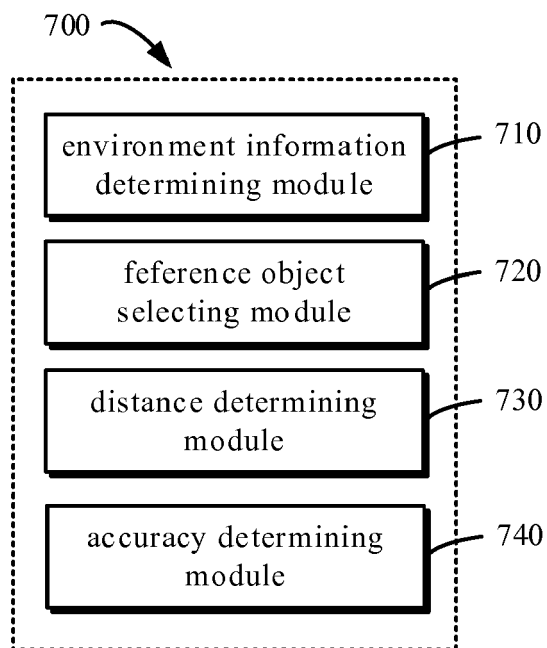 700
environment information
determining module
710
feference object
selecting module
720
distance determining
module
730
accuracy determining
module
740